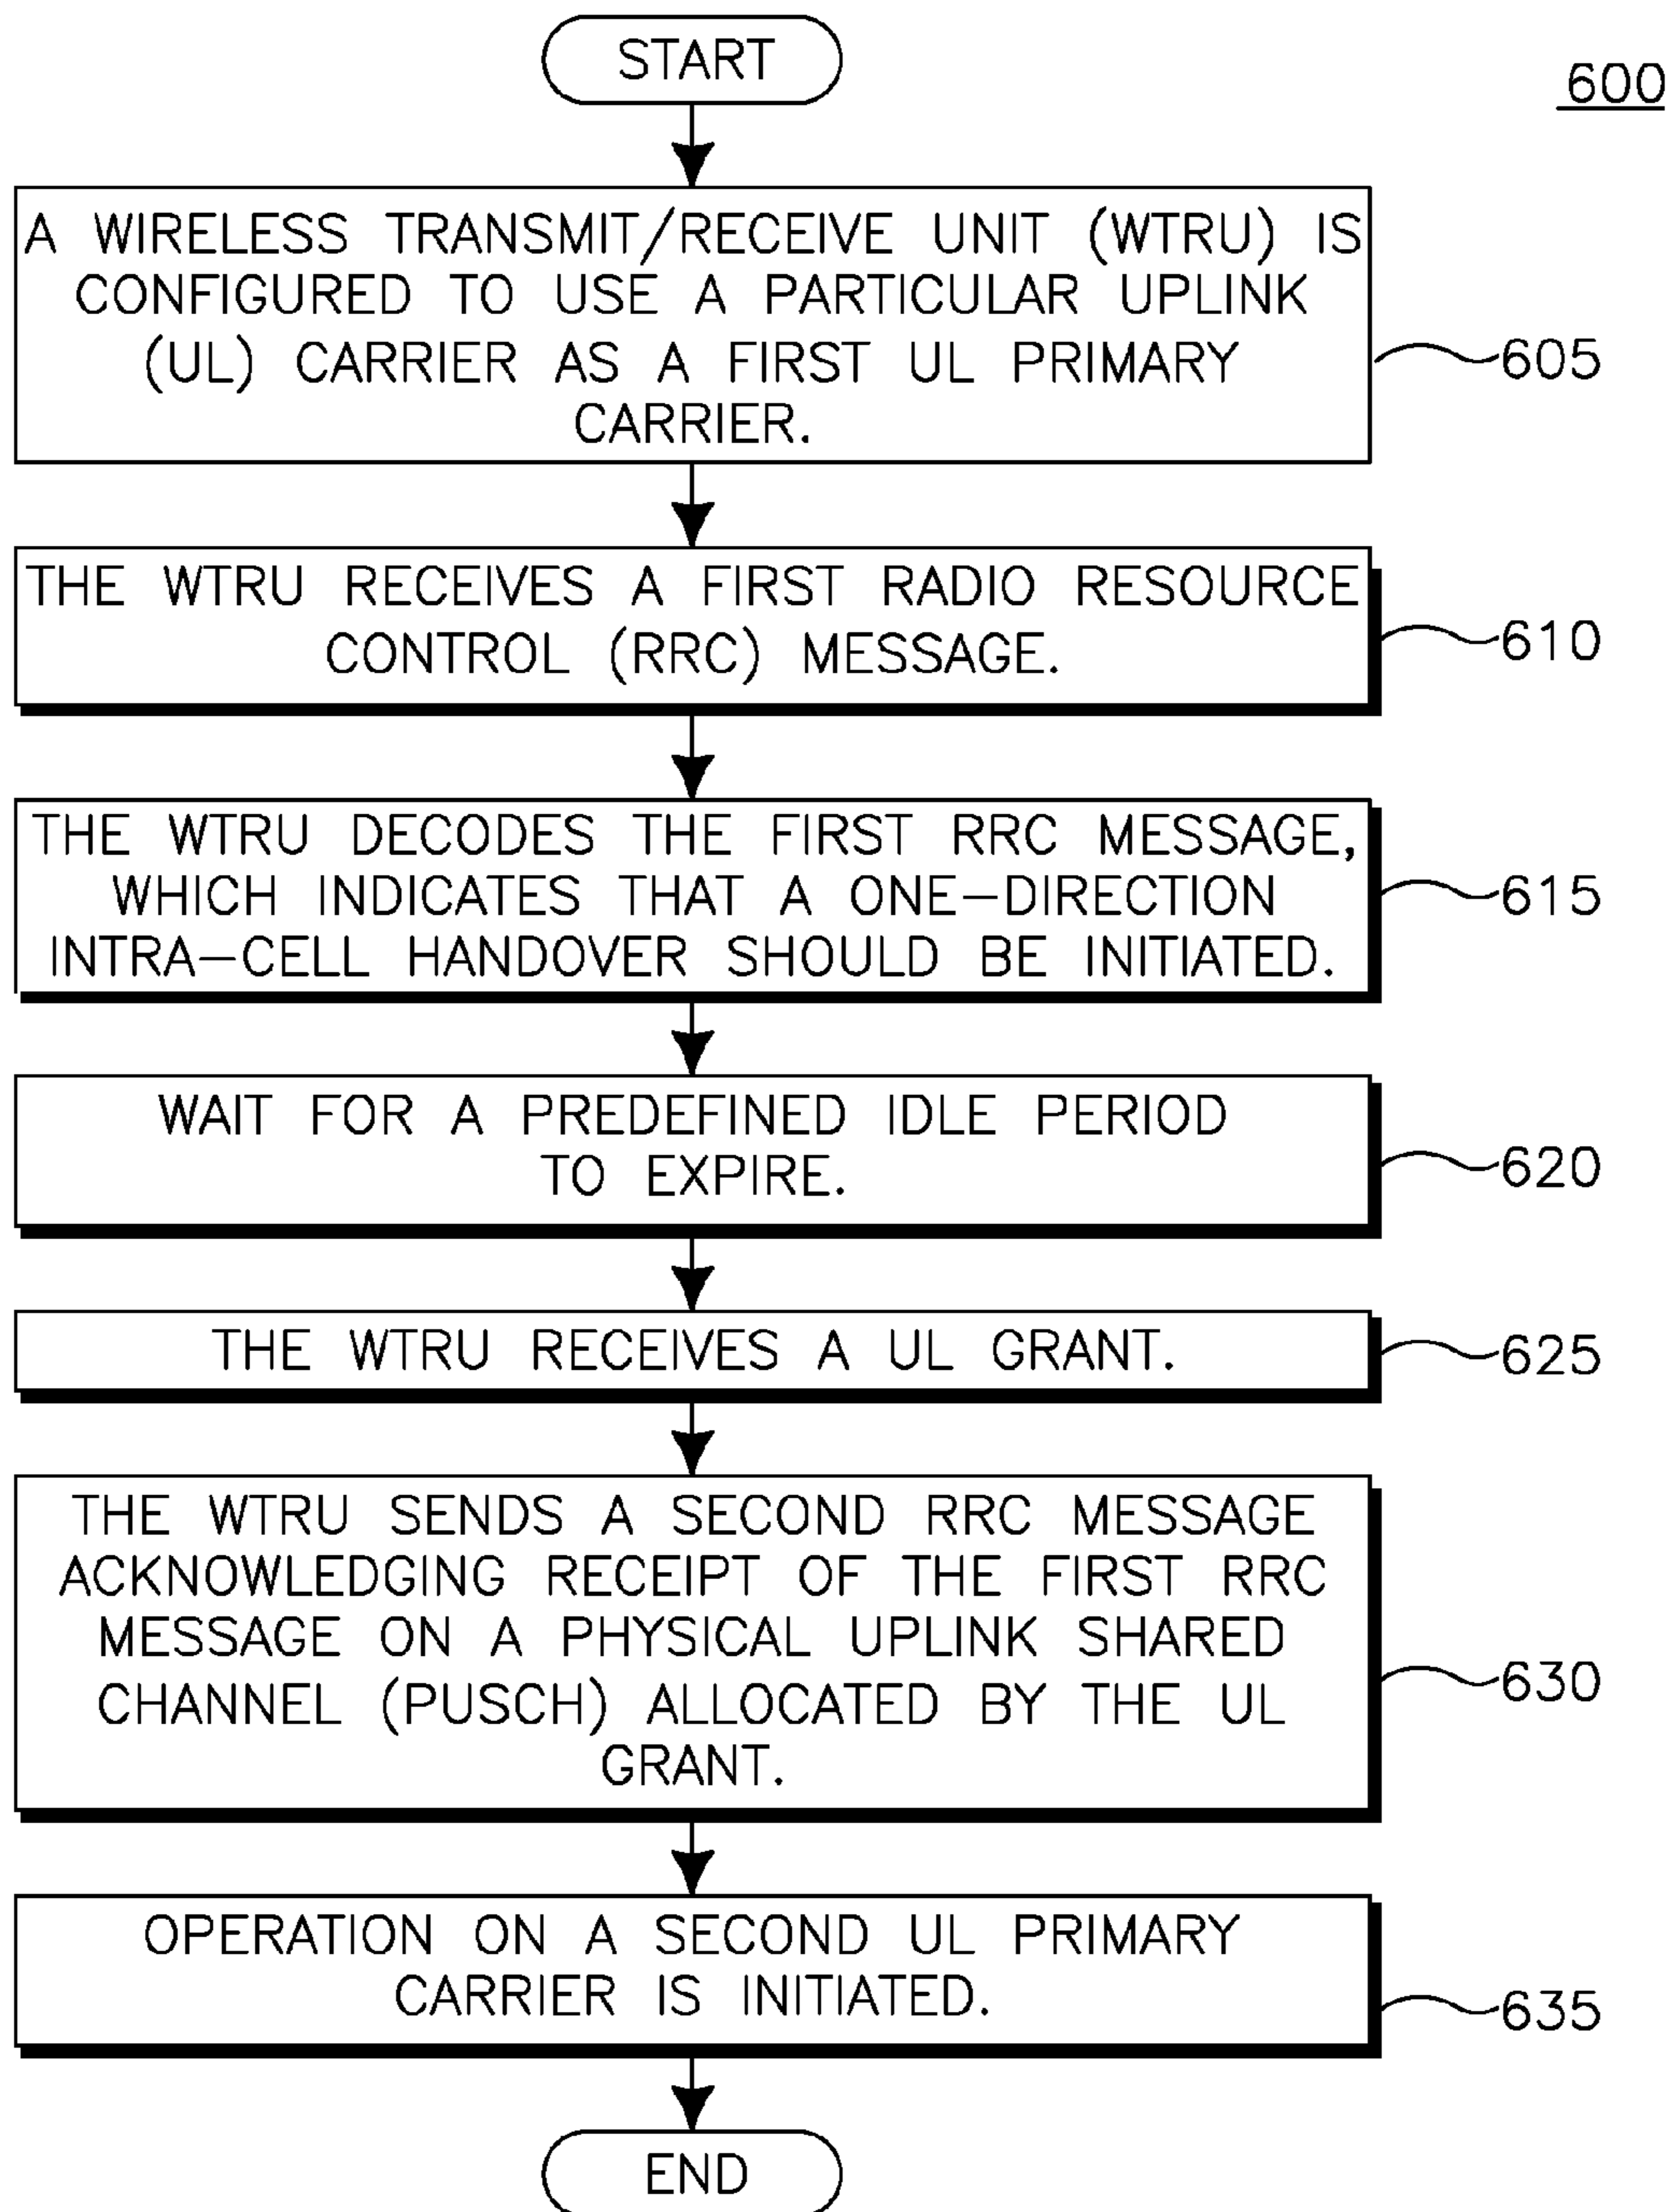 START
600
A WIRELESS TRANSMIT/RECEIVE UNIT (WTRU) IS
CONFIGURED TO USE A PARTICULAR UPLINK
(UL) CARRIER AS A FIRST UL PRIMARY
CARRIER.
605
THE WTRU RECEIVES A FIRST RADIO RESOURCE
CONTROL (RRC) MESSAGE.
610
THE WTRU DECODES THE FIRST RRC MESSAGE,
WHICH INDICATES THAT A ONE-DIRECTION
INTRA-CELL HANDOVER SHOULD BE INITIATED.
615
WAIT FOR A PREDEFINED IDLE PERIOD
TO EXPIRE.
620
THE WTRU RECEIVES A UL GRANT.
625
THE WTRU SENDS A SECOND RRC MESSAGE
ACKNOWLEDGING RECEIPT OF THE FIRST RRC
MESSAGE ON A PHYSICAL UPLINK SHARED
CHANNEL (PUSCH) ALLOCATED BY THE UL
GRANT.
630
OPERATION ON A SECOND UL PRIMARY
CARRIER IS INITIATED.
635
END